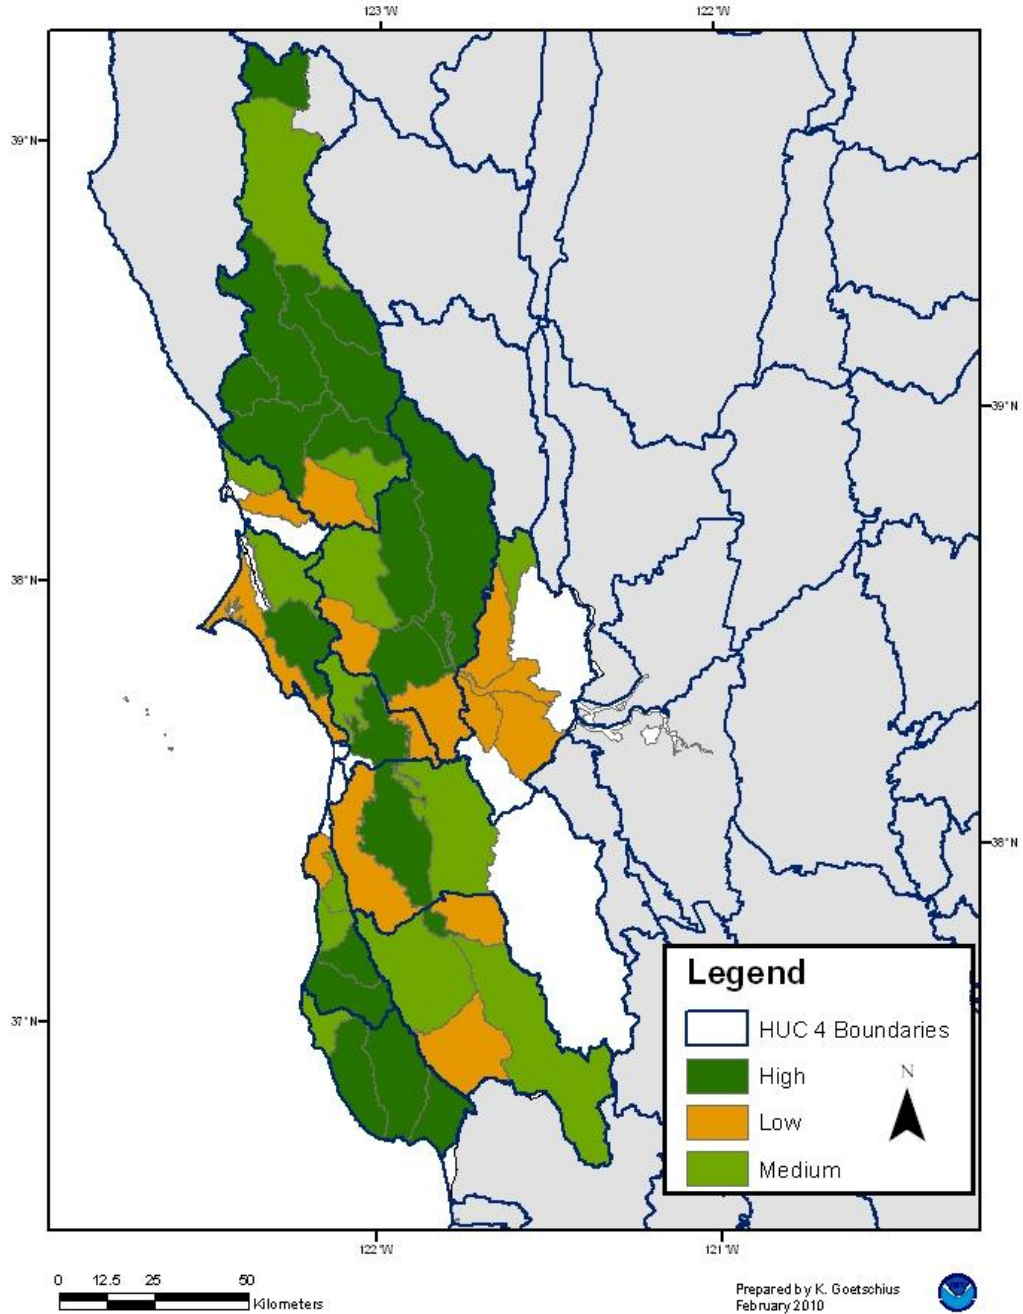 123°W 122°W
39°N
39°N
38°N
38°N
37°N
Legend
HUC 4 Boundaries
High
Low
Medium
N
122°W 121°W
0 12.5 25 50
Kilometers
Prepared by K. Goetschius
February 2010